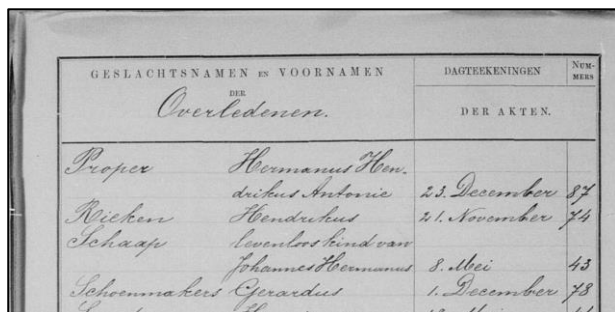 GESLACHTSNAMEN EN VOORNAMEN
DER
Overledenen.
DAGTEEKENINGEN
DER AKTEN.
NUM-
MERS
Proper Hermanus Hen-
drikus Antonie 23. December 87
Rieken Hendrikus 21. November 74
Schaap levenloos kind van
Johannes Hermanus 8. Mei 43
Schoenmakers Gerardus 1. December 78